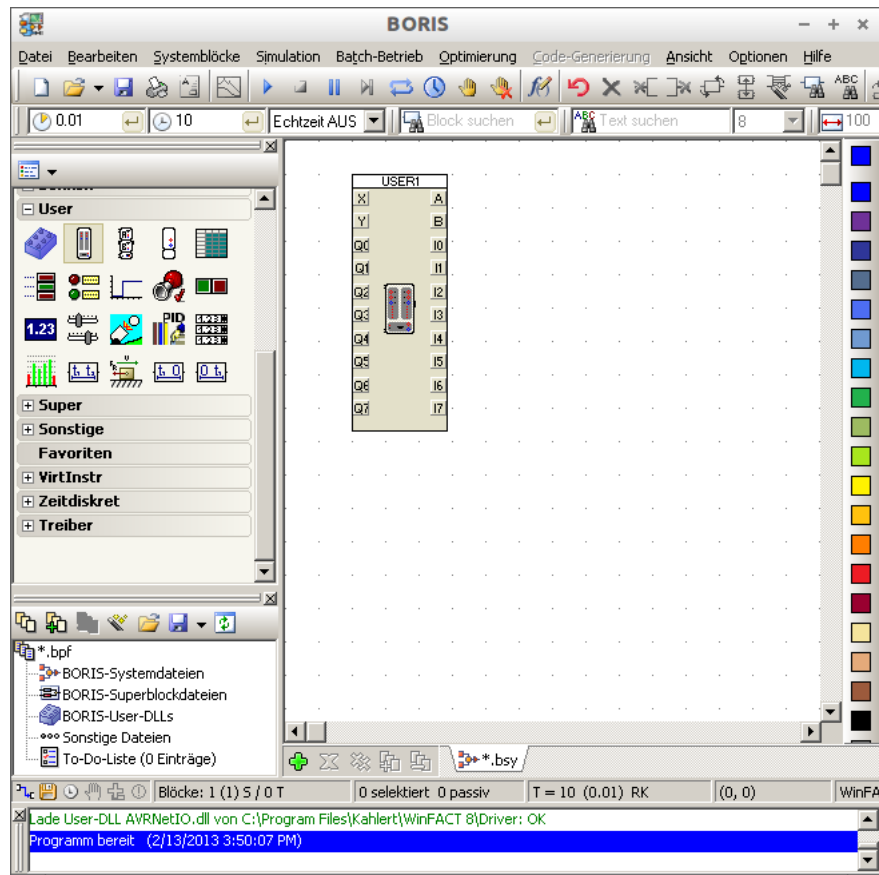 BORIS
Datei Bearbeiten Systemblöcke Simulation Batch-Betrieb Optimierung Code-Generierung Ansicht Optionen Hilfe
ABC
0.01 10 Echtzeit AUS Block suchen ABC Text suchen 8 100
User
1.23 PID
Super
Sonstige
Favoriten
VirtInstr
Zeitdiskret
Treiber
USER1
X A
Y B
Q0 I0
Q1 I1
Q2 I2
Q3 I3
Q4 I4
Q5 I5
Q6 I6
Q7 I7
*.bpf
BORIS-Systemdateien
BORIS-Superblockdateien
BORIS-User-DLLs
Sonstige Dateien
To-Do-Liste (0 Einträge)
*.bsy
Blöcke: 1 (1) S / 0 T 0 selektiert 0 passiv T = 10 (0.01) RK (0, 0) WinFA
Lade User-DLL AVRNetIO.dll von C:\Program Files\Kahlert\WinFACT 8\Driver: OK
Programm bereit (2/13/2013 3:50:07 PM)